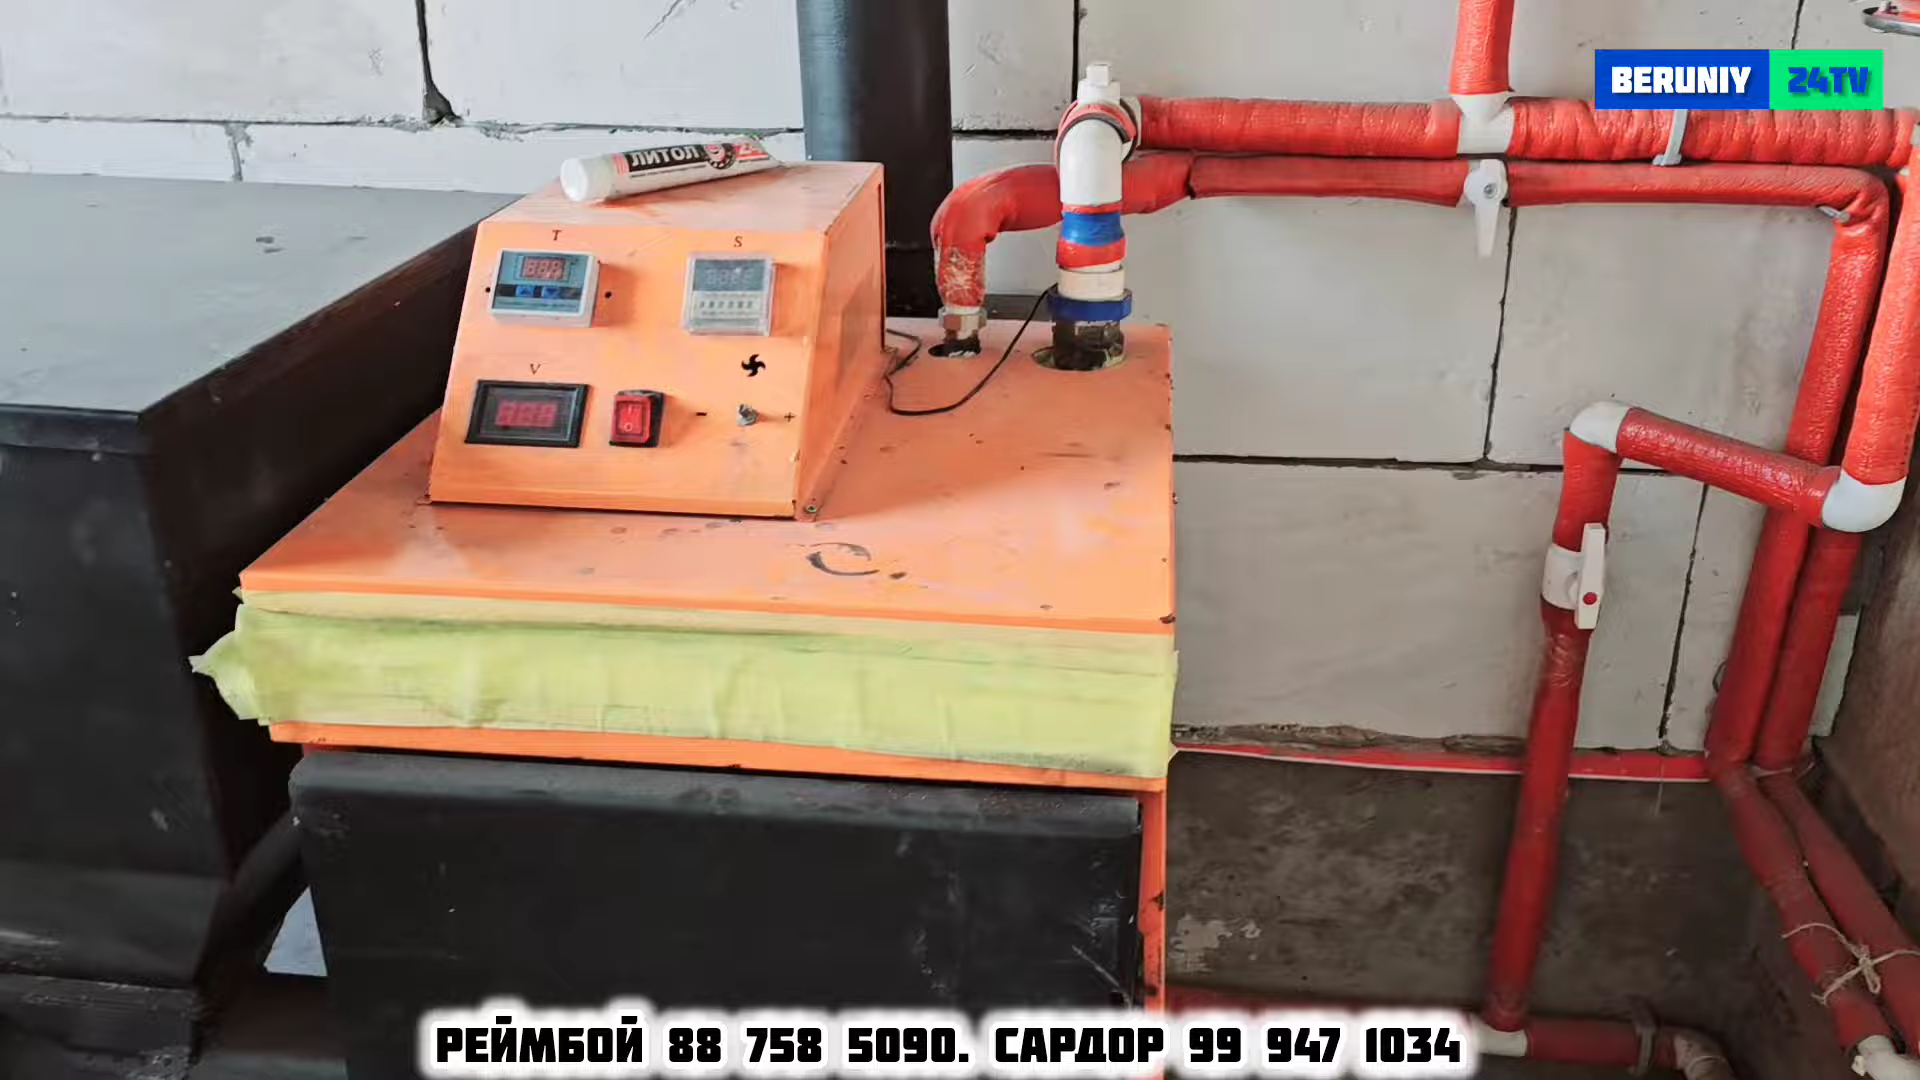 BERUNIY 24TV
ЛИТОЛ
T
S
V
- +
РЕЙМБОЙ 88 758 5090. САРДОР 99 947 1034